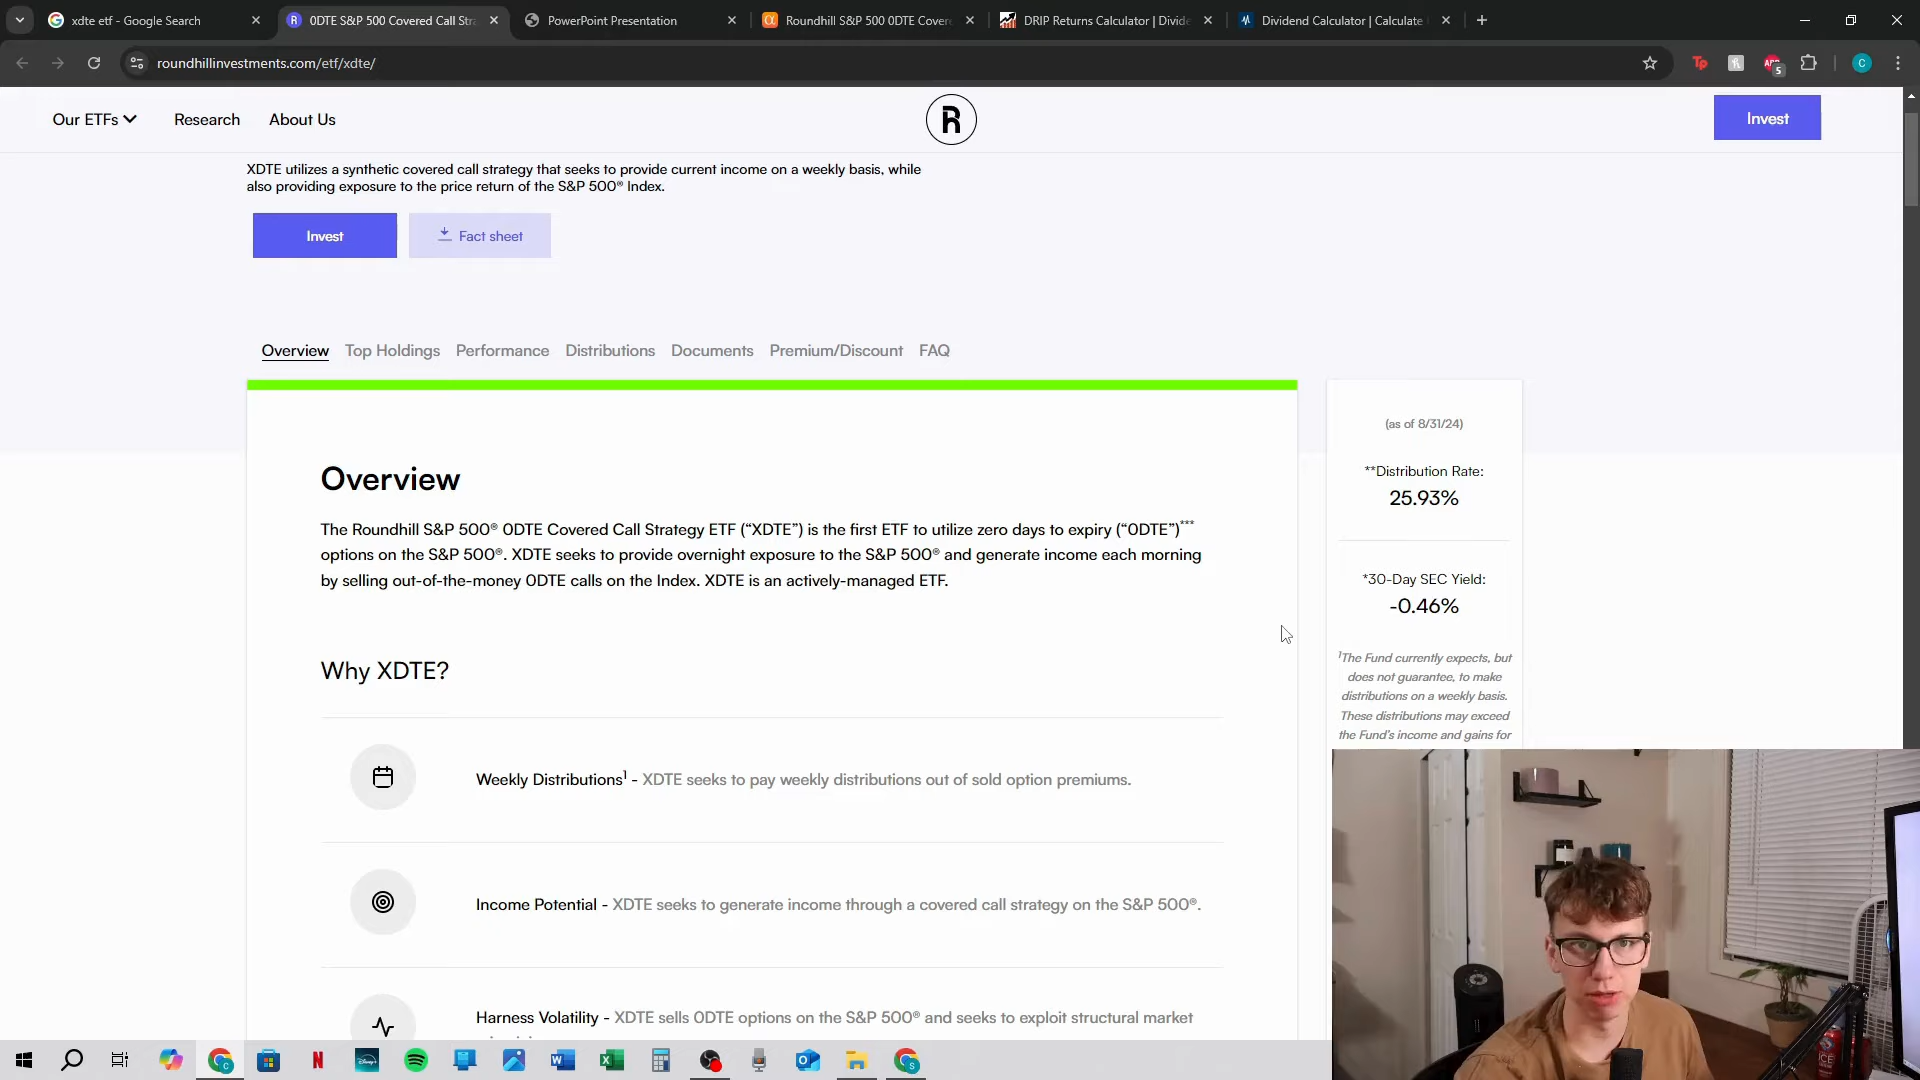 xdte etf - Google Search
0DTE S&P 500 Covered Call Stra
PowerPoint Presentation
Roundhill S&P 500 0DTE Covere
DRIP Returns Calculator | Divide
Dividend Calculator | Calculate
roundhillinvestments.com/etf/xdte/
Our ETFs
Research
About Us
Invest
XDTE utilizes a synthetic covered call strategy that seeks to provide current income on a weekly basis, while
also providing exposure to the price return of the S&P 500® Index.
Invest
Fact sheet
Overview
Top Holdings
Performance
Distributions
Documents
Premium/Discount
FAQ
Overview
The Roundhill S&P 500® 0DTE Covered Call Strategy ETF (“XDTE”) is the first ETF to utilize zero days to expiry (“0DTE”)***
options on the S&P 500®. XDTE seeks to provide overnight exposure to the S&P 500® and generate income each morning
by selling out-of-the-money 0DTE calls on the Index. XDTE is an actively-managed ETF.
Why XDTE?
Weekly Distributions¹ - XDTE seeks to pay weekly distributions out of sold option premiums.
Income Potential - XDTE seeks to generate income through a covered call strategy on the S&P 500®.
Harness Volatility - XDTE sells 0DTE options on the S&P 500® and seeks to exploit structural market
(as of 8/31/24)
**Distribution Rate:
25.93%
*30-Day SEC Yield:
-0.46%
¹The Fund currently expects, but
does not guarantee, to make
distributions on a weekly basis.
These distributions may exceed
the Fund's income and gains for